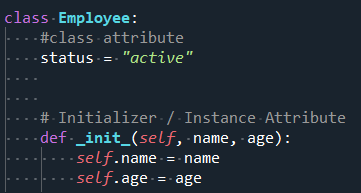 class Employee:
    #class attribute
    status = "active"
    # Initializer / Instance Attribute
    def _init_(self, name, age):
        self.name = name
        self.age = age